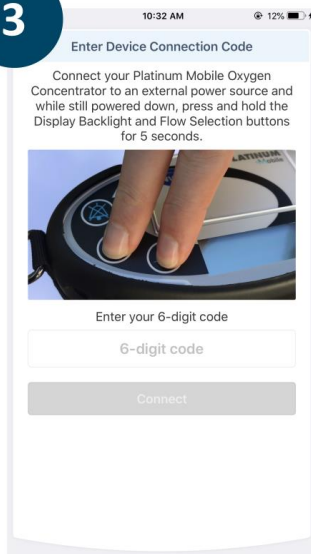 3
10:32 AM
12%
Enter Device Connection Code
Connect your Platinum Mobile Oxygen
Concentrator to an external power source and
while still powered down, press and hold the
Display Backlight and Flow Selection buttons
for 5 seconds.
PLATINUM
Mobile
Enter your 6-digit code
6-digit code
Connect